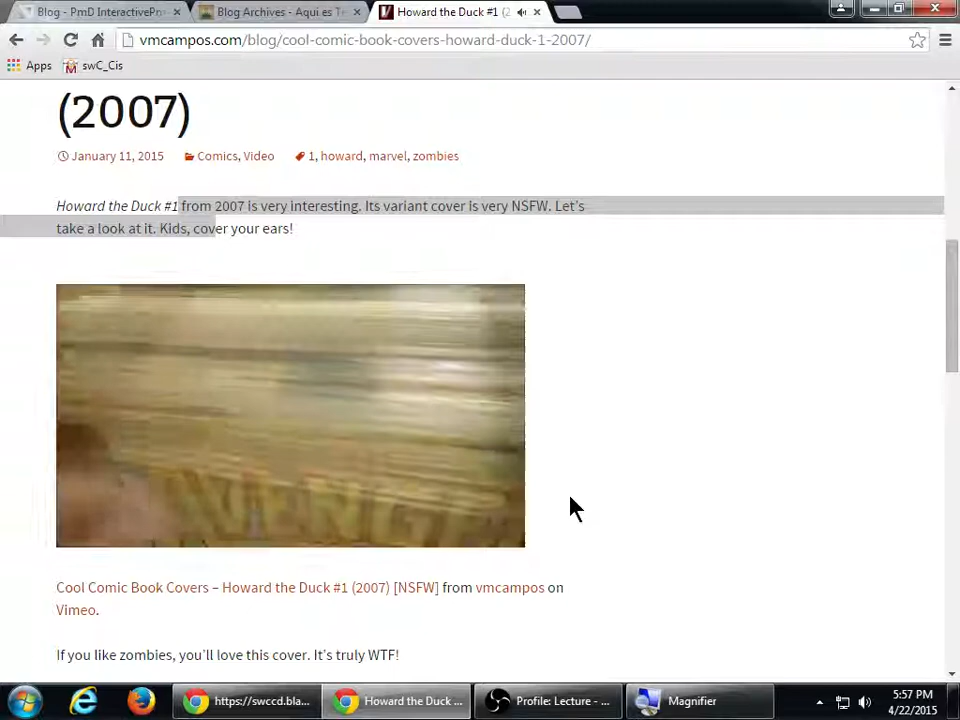 Blog - PmD InteractivePr
Blog Archives - Aqui es Te
Howard the Duck #1 (2
vmcampos.com/blog/cool-comic-book-covers-howard-duck-1-2007/
Apps
swC_Cis
(2007)
January 11, 2015 Comics, Video 1, howard, marvel, zombies
Howard the Duck #1 from 2007 is very interesting. Its variant cover is very NSFW. Let's
take a look at it. Kids, cover your ears!
Cool Comic Book Covers – Howard the Duck #1 (2007) [NSFW] from vmcampos on
Vimeo.
If you like zombies, you'll love this cover. It's truly WTF!
https://swccd.bla...
Howard the Duck ...
Profile: Lecture - ...
Magnifier
5:57 PM
4/22/2015